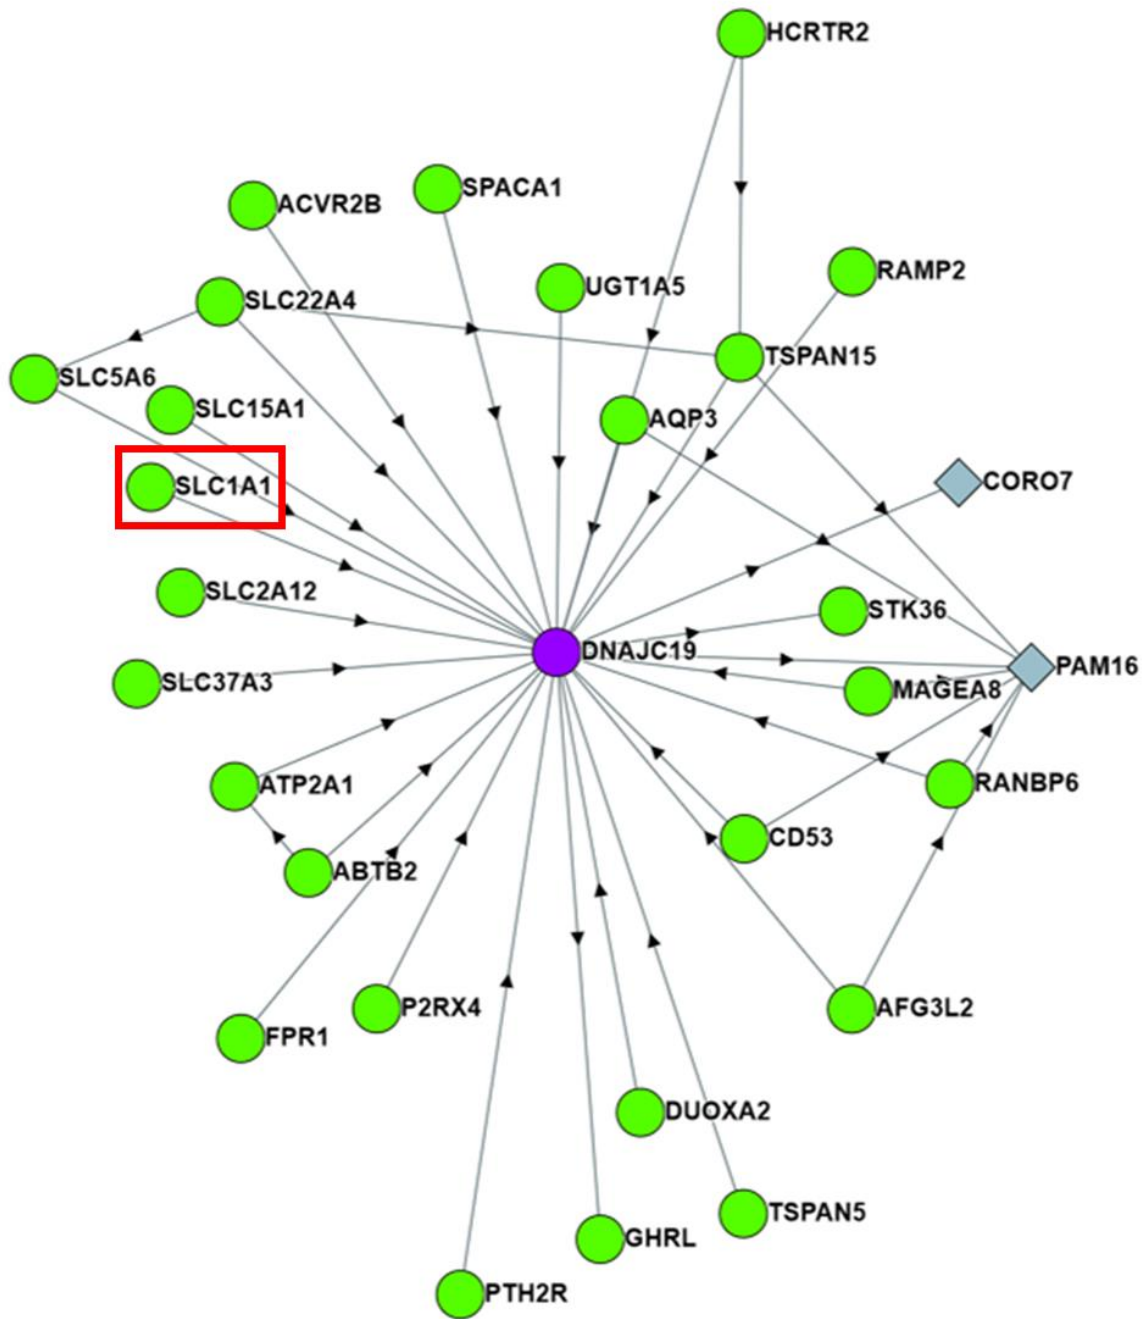 HCRTR2
SPACA1
ACVR2B
RAMP2
UGT1A5
SLC22A4
TSPAN15
SLC5A6
SLC15A1
AQP3
CORO7
SLC1A1
SLC2A12
STK36
DNAJC19
PAM16
SLC37A3
MAGEA8
ATP2A1
RANBP6
CD53
ABTB2
P2RX4
AFG3L2
FPR1
DUOXA2
TSPAN5
GHRL
PTH2R